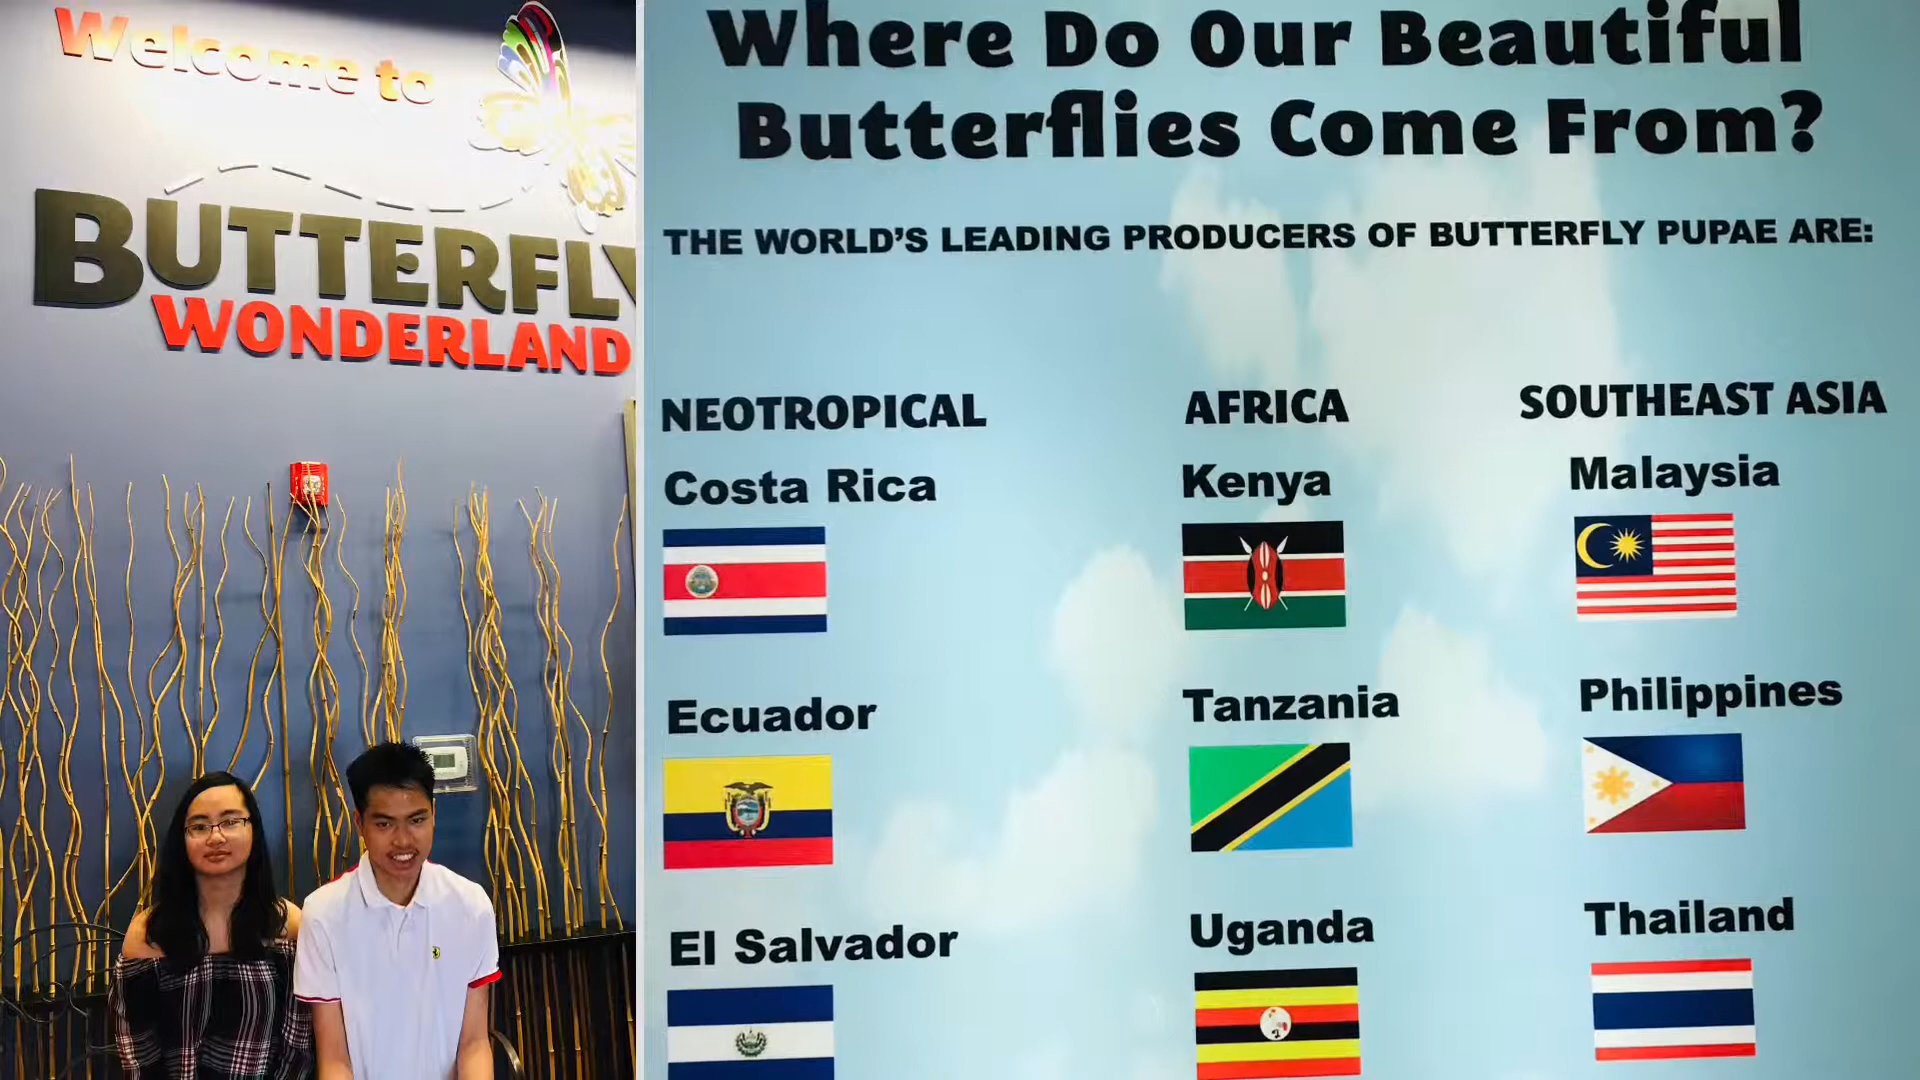 Welcome to
BUTTERFLY
WONDERLAND
Where Do Our Beautiful
Butterflies Come From?
THE WORLD'S LEADING PRODUCERS OF BUTTERFLY PUPAE ARE:
NEOTROPICAL
Costa Rica
Ecuador
El Salvador
AFRICA
Kenya
Tanzania
Uganda
SOUTHEAST ASIA
Malaysia
Philippines
Thailand